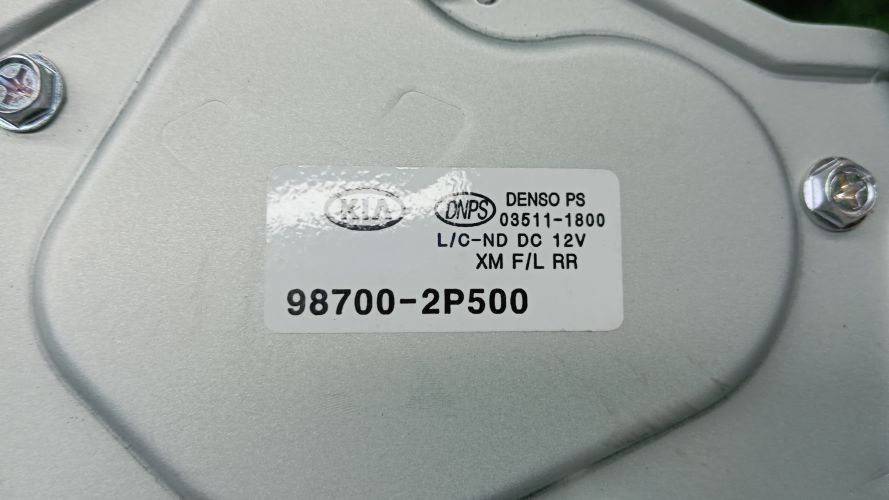 KIA DNPS DENSO PS
03511-1800
L/C-ND DC 12V
XM F/L RR
98700-2P500